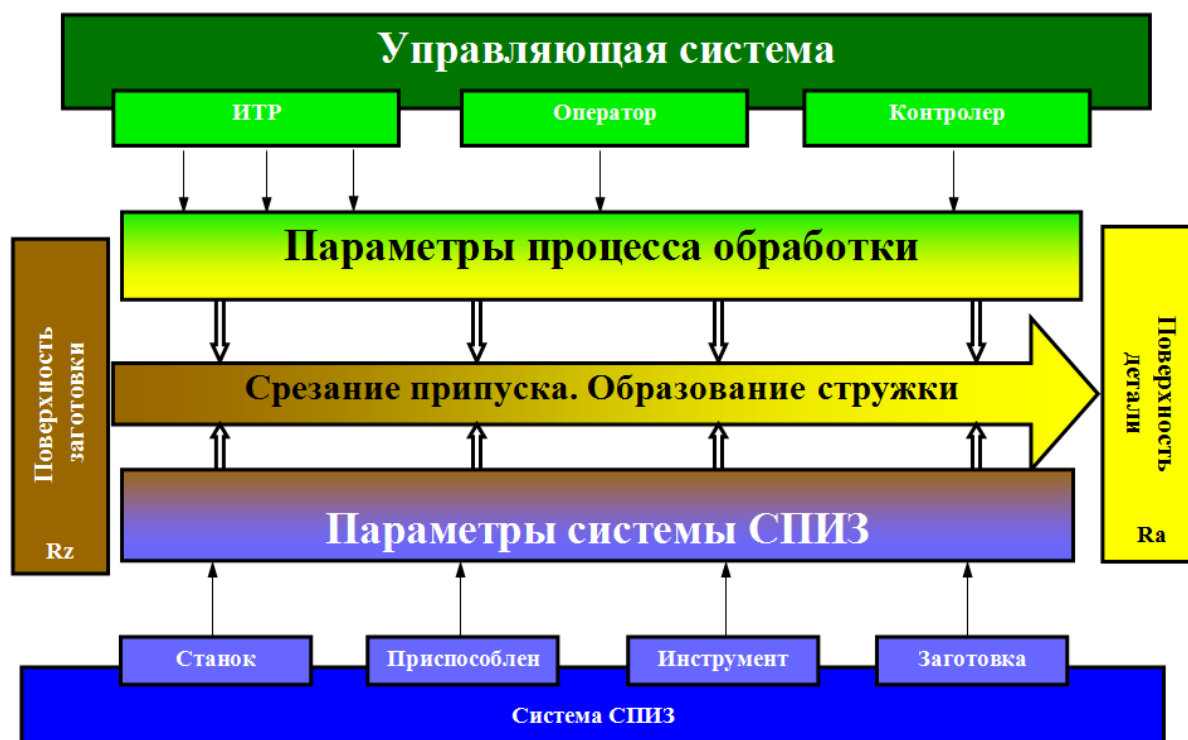 Управляющая система
ИТР
Оператор
Контролер
Параметры процесса обработки
Поверхность
заготовки
Rz
Срезание припуска. Образование стружки
Поверхность
детали
Ra
Параметры системы СПИЗ
Станок
Приспособлен
Инструмент
Заготовка
Система СПИЗ